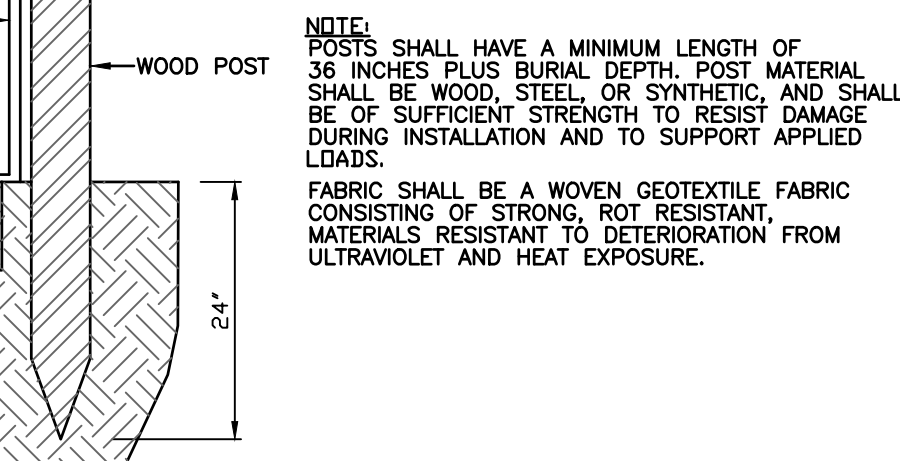 WOOD POST
NOTE:
POSTS SHALL HAVE A MINIMUM LENGTH OF
36 INCHES PLUS BURIAL DEPTH. POST MATERIAL
SHALL BE WOOD, STEEL, OR SYNTHETIC, AND SHALL
BE OF SUFFICIENT STRENGTH TO RESIST DAMAGE
DURING INSTALLATION AND TO SUPPORT APPLIED
LOADS.
FABRIC SHALL BE A WOVEN GEOTEXTILE FABRIC
CONSISTING OF STRONG, ROT RESISTANT,
MATERIALS RESISTANT TO DETERIORATION FROM
ULTRAVIOLET AND HEAT EXPOSURE.
24"